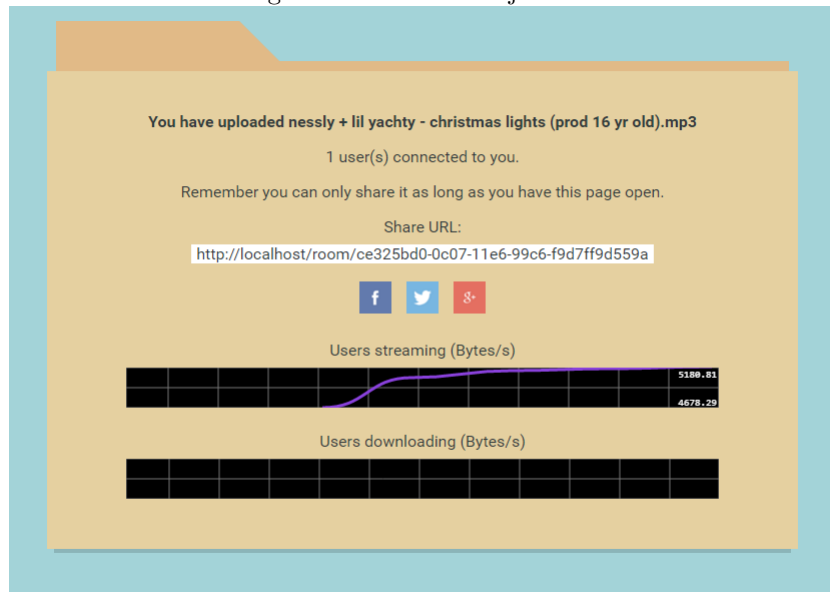 You have uploaded nessly + lil yachty - christmas lights (prod 16 yr old).mp3
1 user(s) connected to you.
Remember you can only share it as long as you have this page open.
Share URL:
http://localhost/room/ce325bd0-0c07-11e6-99c6-f9d7ff9d559a
f
8+
Users streaming (Bytes/s)
5180.81
4678.29
Users downloading (Bytes/s)